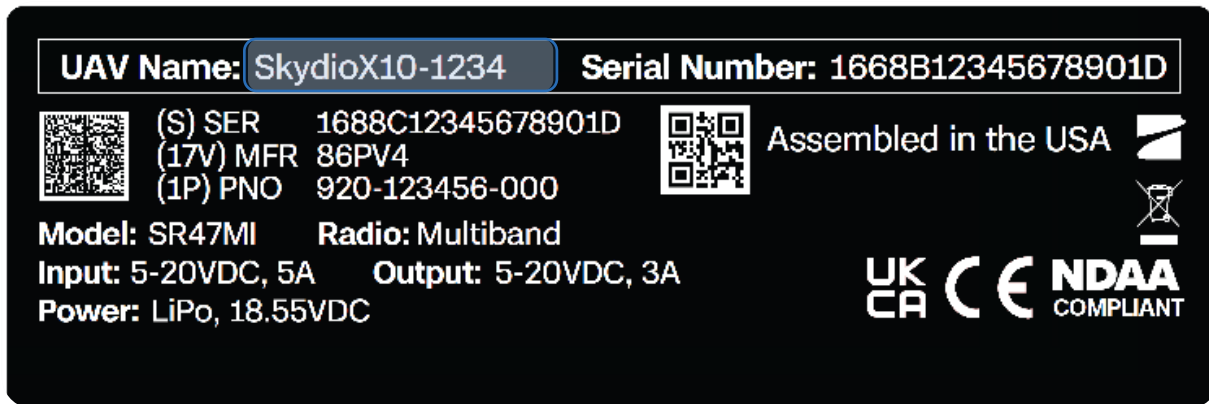 UAV Name: SkydioX10-1234 Serial Number: 1668B12345678901D
(S) SER 1688C12345678901D
(17V) MFR 86PV4
(1P) PNO 920-123456-000
Assembled in the USA
Model: SR47MI Radio: Multiband
Input: 5-20VDC, 5A Output: 5-20VDC, 3A
Power: LiPo, 18.55VDC
UK
CA
CE
NDAA
COMPLIANT